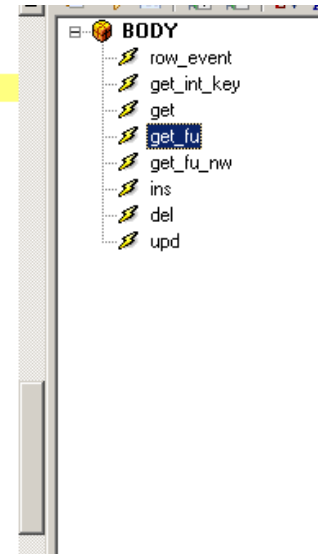 BODY
row_event
get_int_key
get
get_fu
get_fu_nw
ins
del
upd